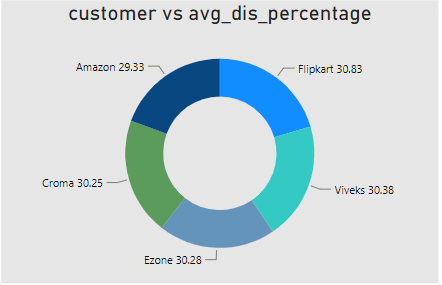 customer vs avg_dis_percentage
Amazon 29.33
Flipkart 30.83
Croma 30.25
Viveks 30.38
Ezone 30.28